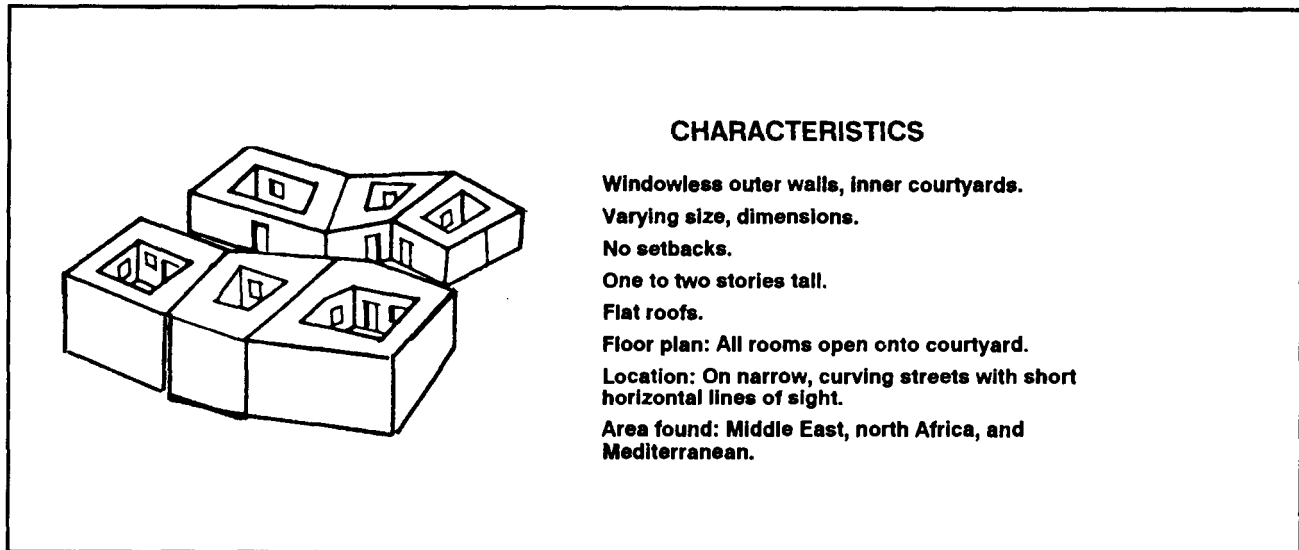 CHARACTERISTICS
Windowless outer walls, inner courtyards.
Varying size, dimensions.
No setbacks.
One to two stories tall.
Flat roofs.
Floor plan: All rooms open onto courtyard.
Location: On narrow, curving streets with short
horizontal lines of sight.
Area found: Middle East, north Africa, and
Mediterranean.